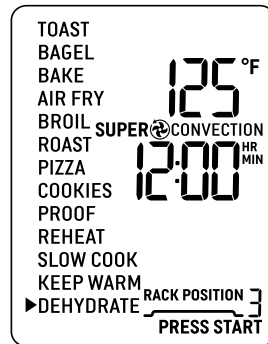 TOAST
BAGEL
BAKE
125°F
AIR FRY
BROIL SUPER CONVECTION
ROAST
12:00 HR MIN
PIZZA
COOKIES
PROOF
REHEAT
SLOW COOK
KEEP WARM
▶DEHYDRATE RACK POSITION 3
PRESS START